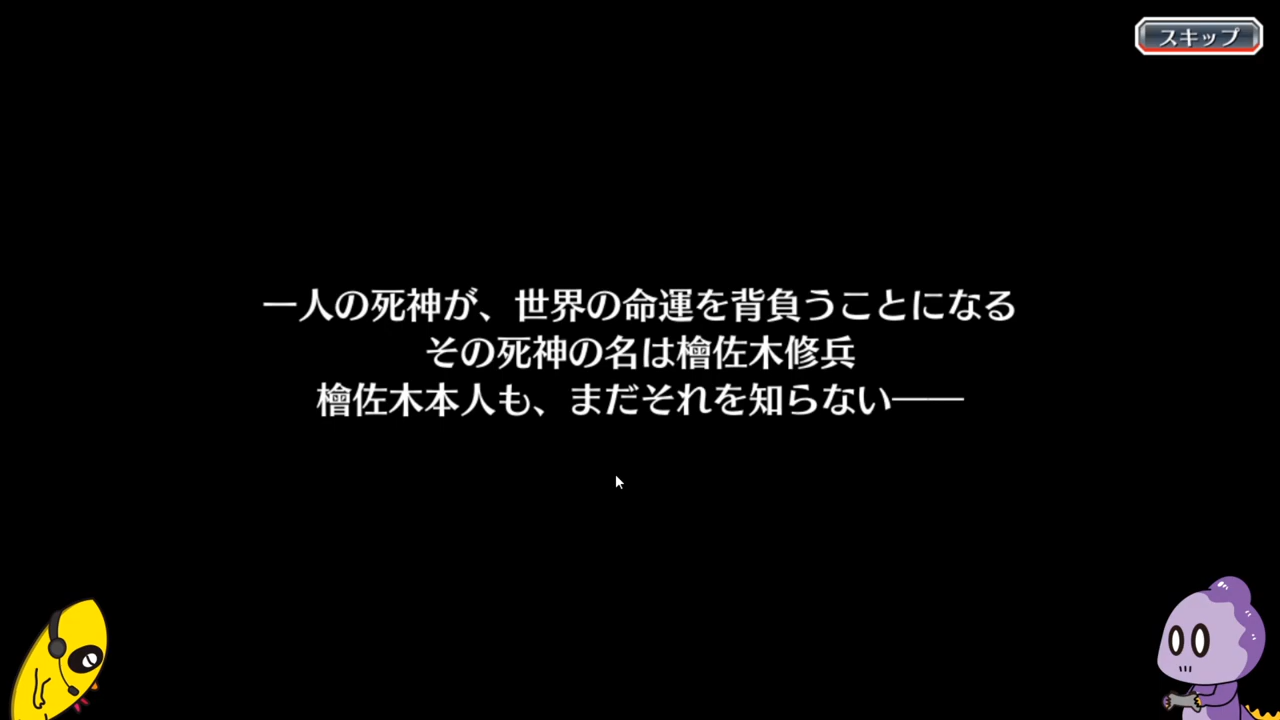 スキップ
一人の死神が、世界の命運を背負うことになる
その死神の名は檜佐木修兵
檜佐木本人も、まだそれを知らない――